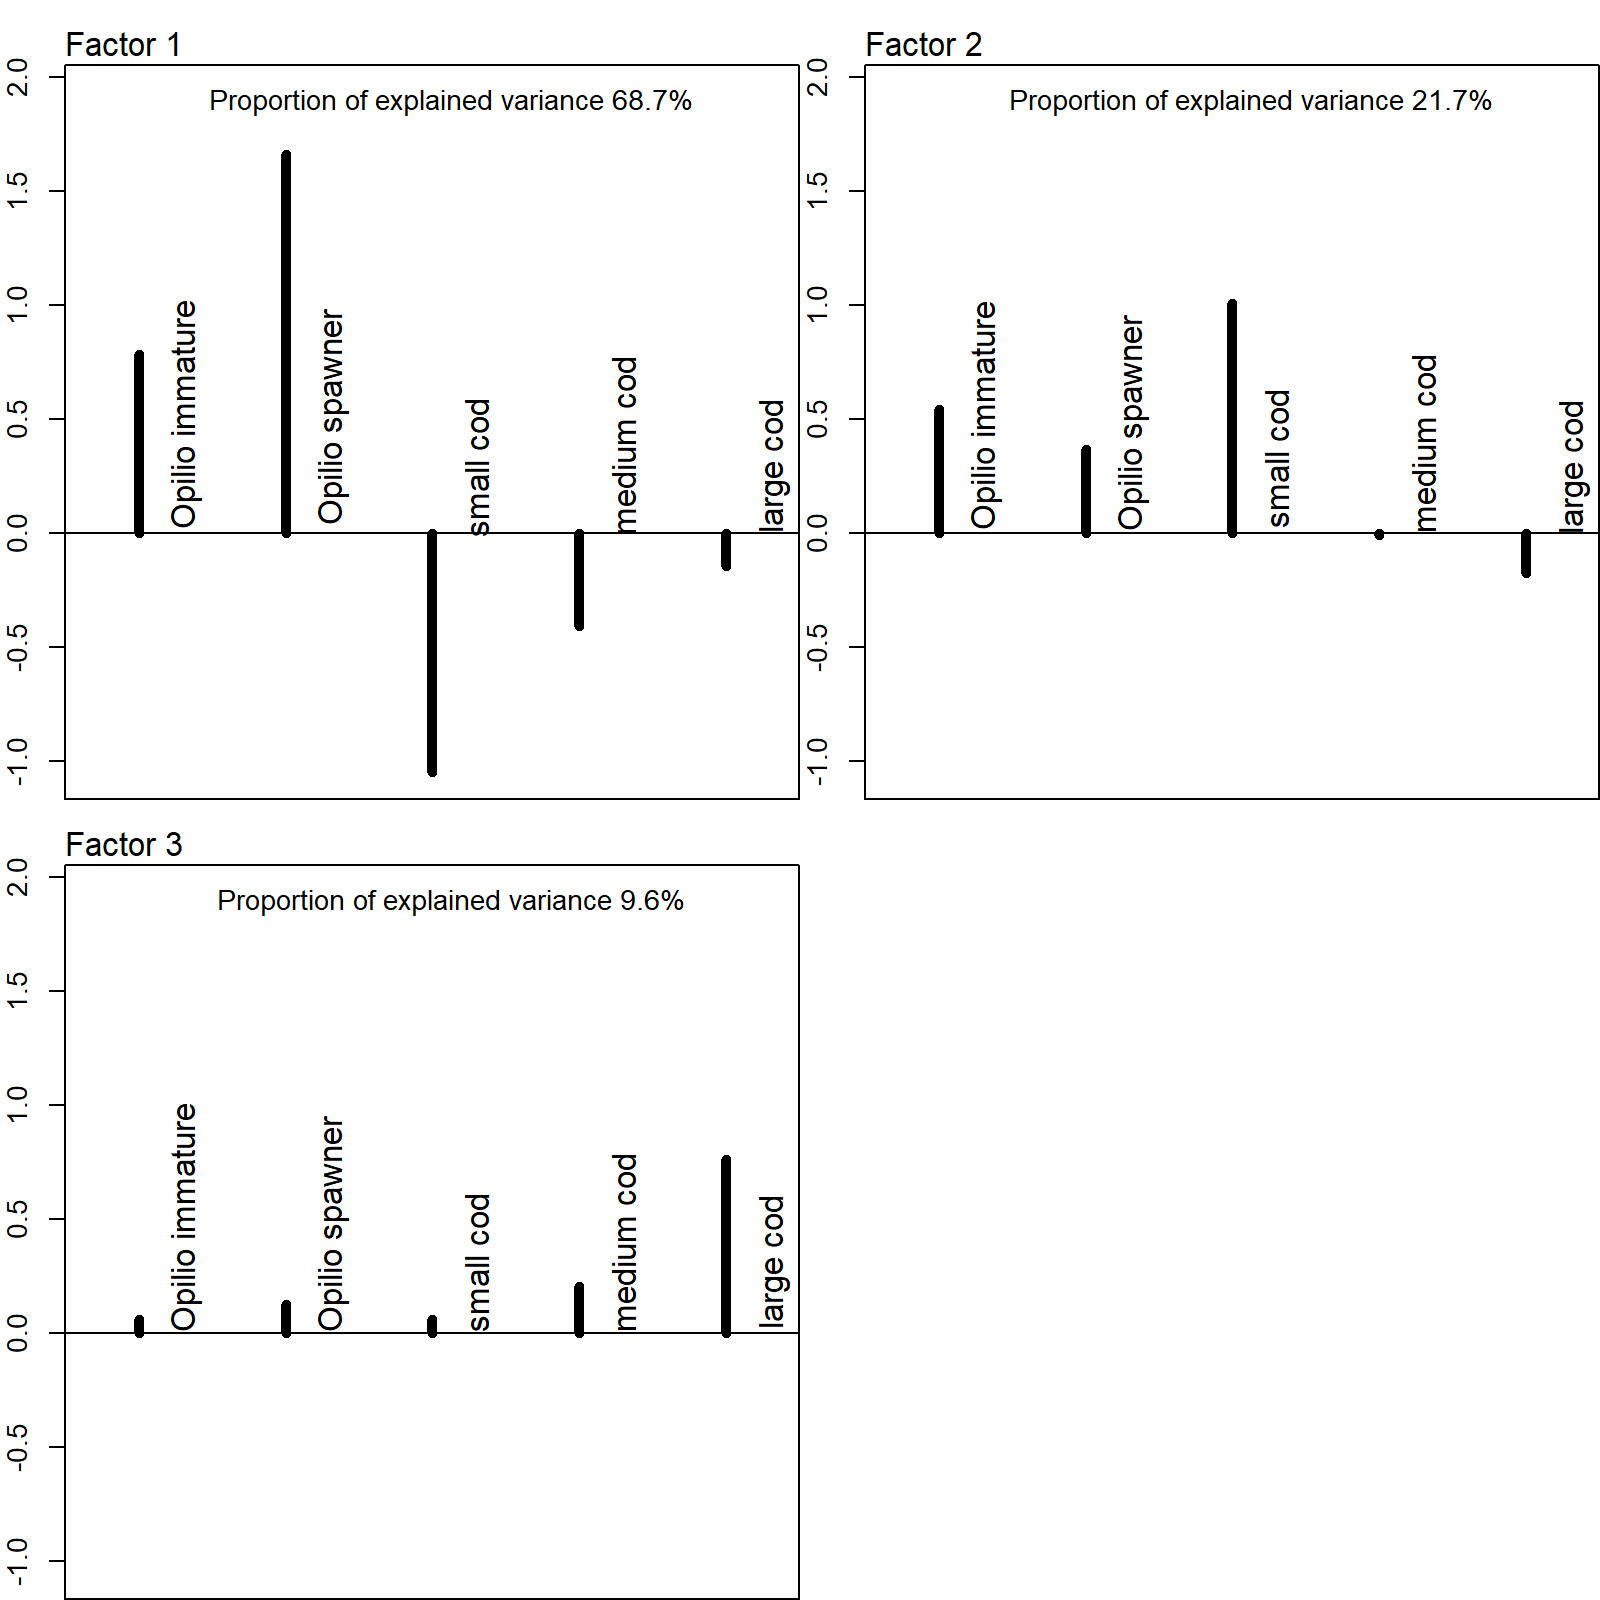 Factor 1
Proportion of explained variance 68.7%
2.0
1.5
1.0
0.5
0.0
-0.5
-1.0
Opilio immature
Opilio spawner
small cod
medium cod
large cod
Factor 2
Proportion of explained variance 21.7%
2.0
1.5
1.0
0.5
0.0
-0.5
-1.0
Opilio immature
Opilio spawner
small cod
medium cod
large cod
Factor 3
Proportion of explained variance 9.6%
2.0
1.5
1.0
0.5
0.0
-0.5
-1.0
Opilio immature
Opilio spawner
small cod
medium cod
large cod